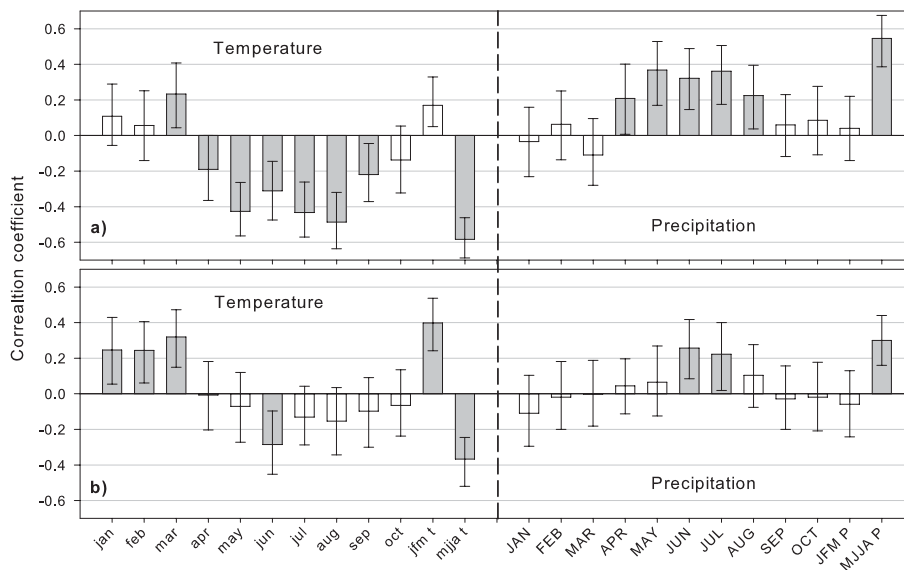 0.6
Temperature
0.4
0.2
0.0
-0.2
-0.4
Precipitation
a)
-0.6
Correaltion coefficient
0.6
Temperature
0.4
0.2
0.0
-0.2
-0.4
Precipitation
b)
-0.6
jan feb mar apr may jun jul aug sep oct jfm t mjja t JAN FEB MAR APR MAY JUN JUL AUG SEP OCT JFM P MJJA P